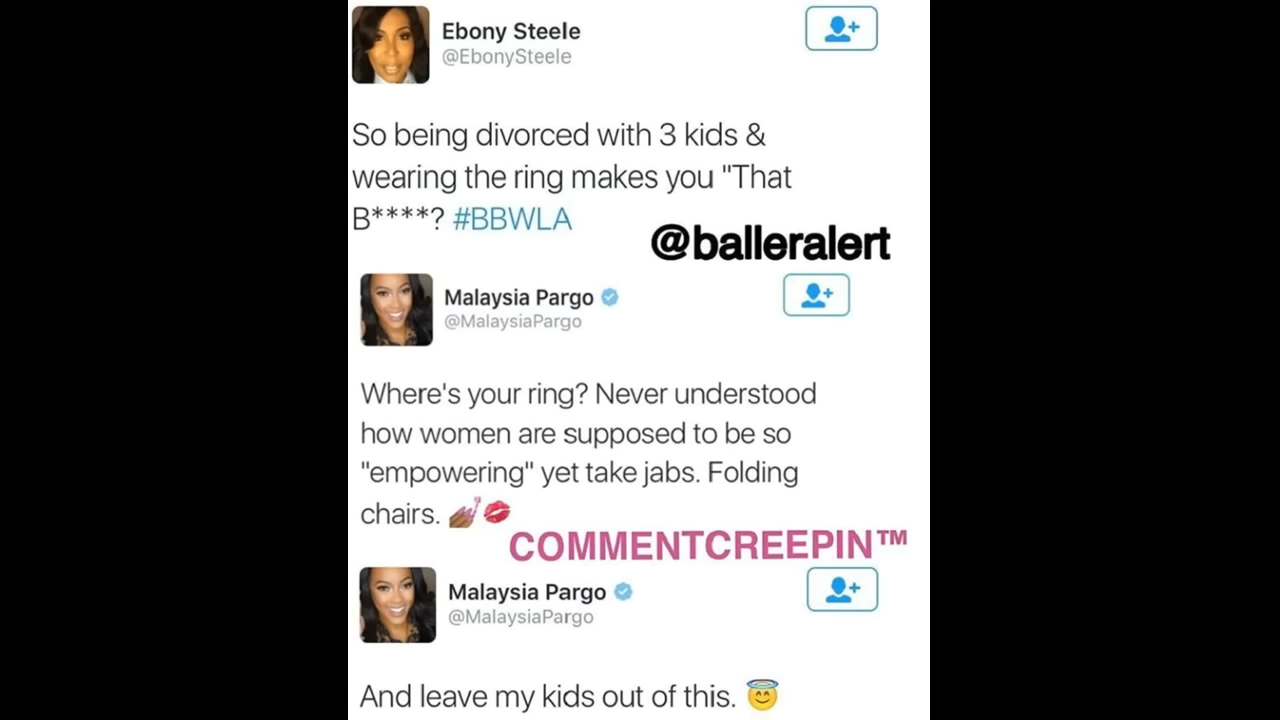 Ebony Steele
@EbonySteele
So being divorced with 3 kids &
wearing the ring makes you "That
B****? #BBWLA
@balleralert
Malaysia Pargo
@MalaysiaPargo
Where's your ring? Never understood
how women are supposed to be so
"empowering" yet take jabs. Folding
chairs. 💅🏾💋
COMMENTCREEPIN™
Malaysia Pargo
@MalaysiaPargo
And leave my kids out of this. 😇